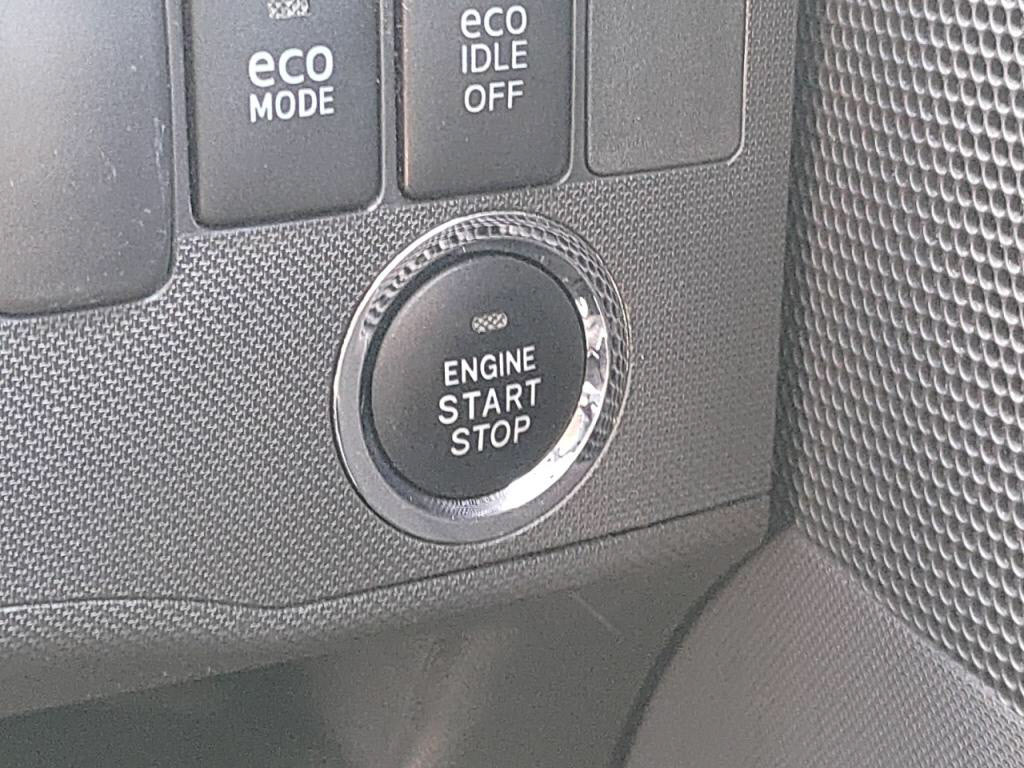 eco
MODE
eco
IDLE
OFF
ENGINE
START
STOP